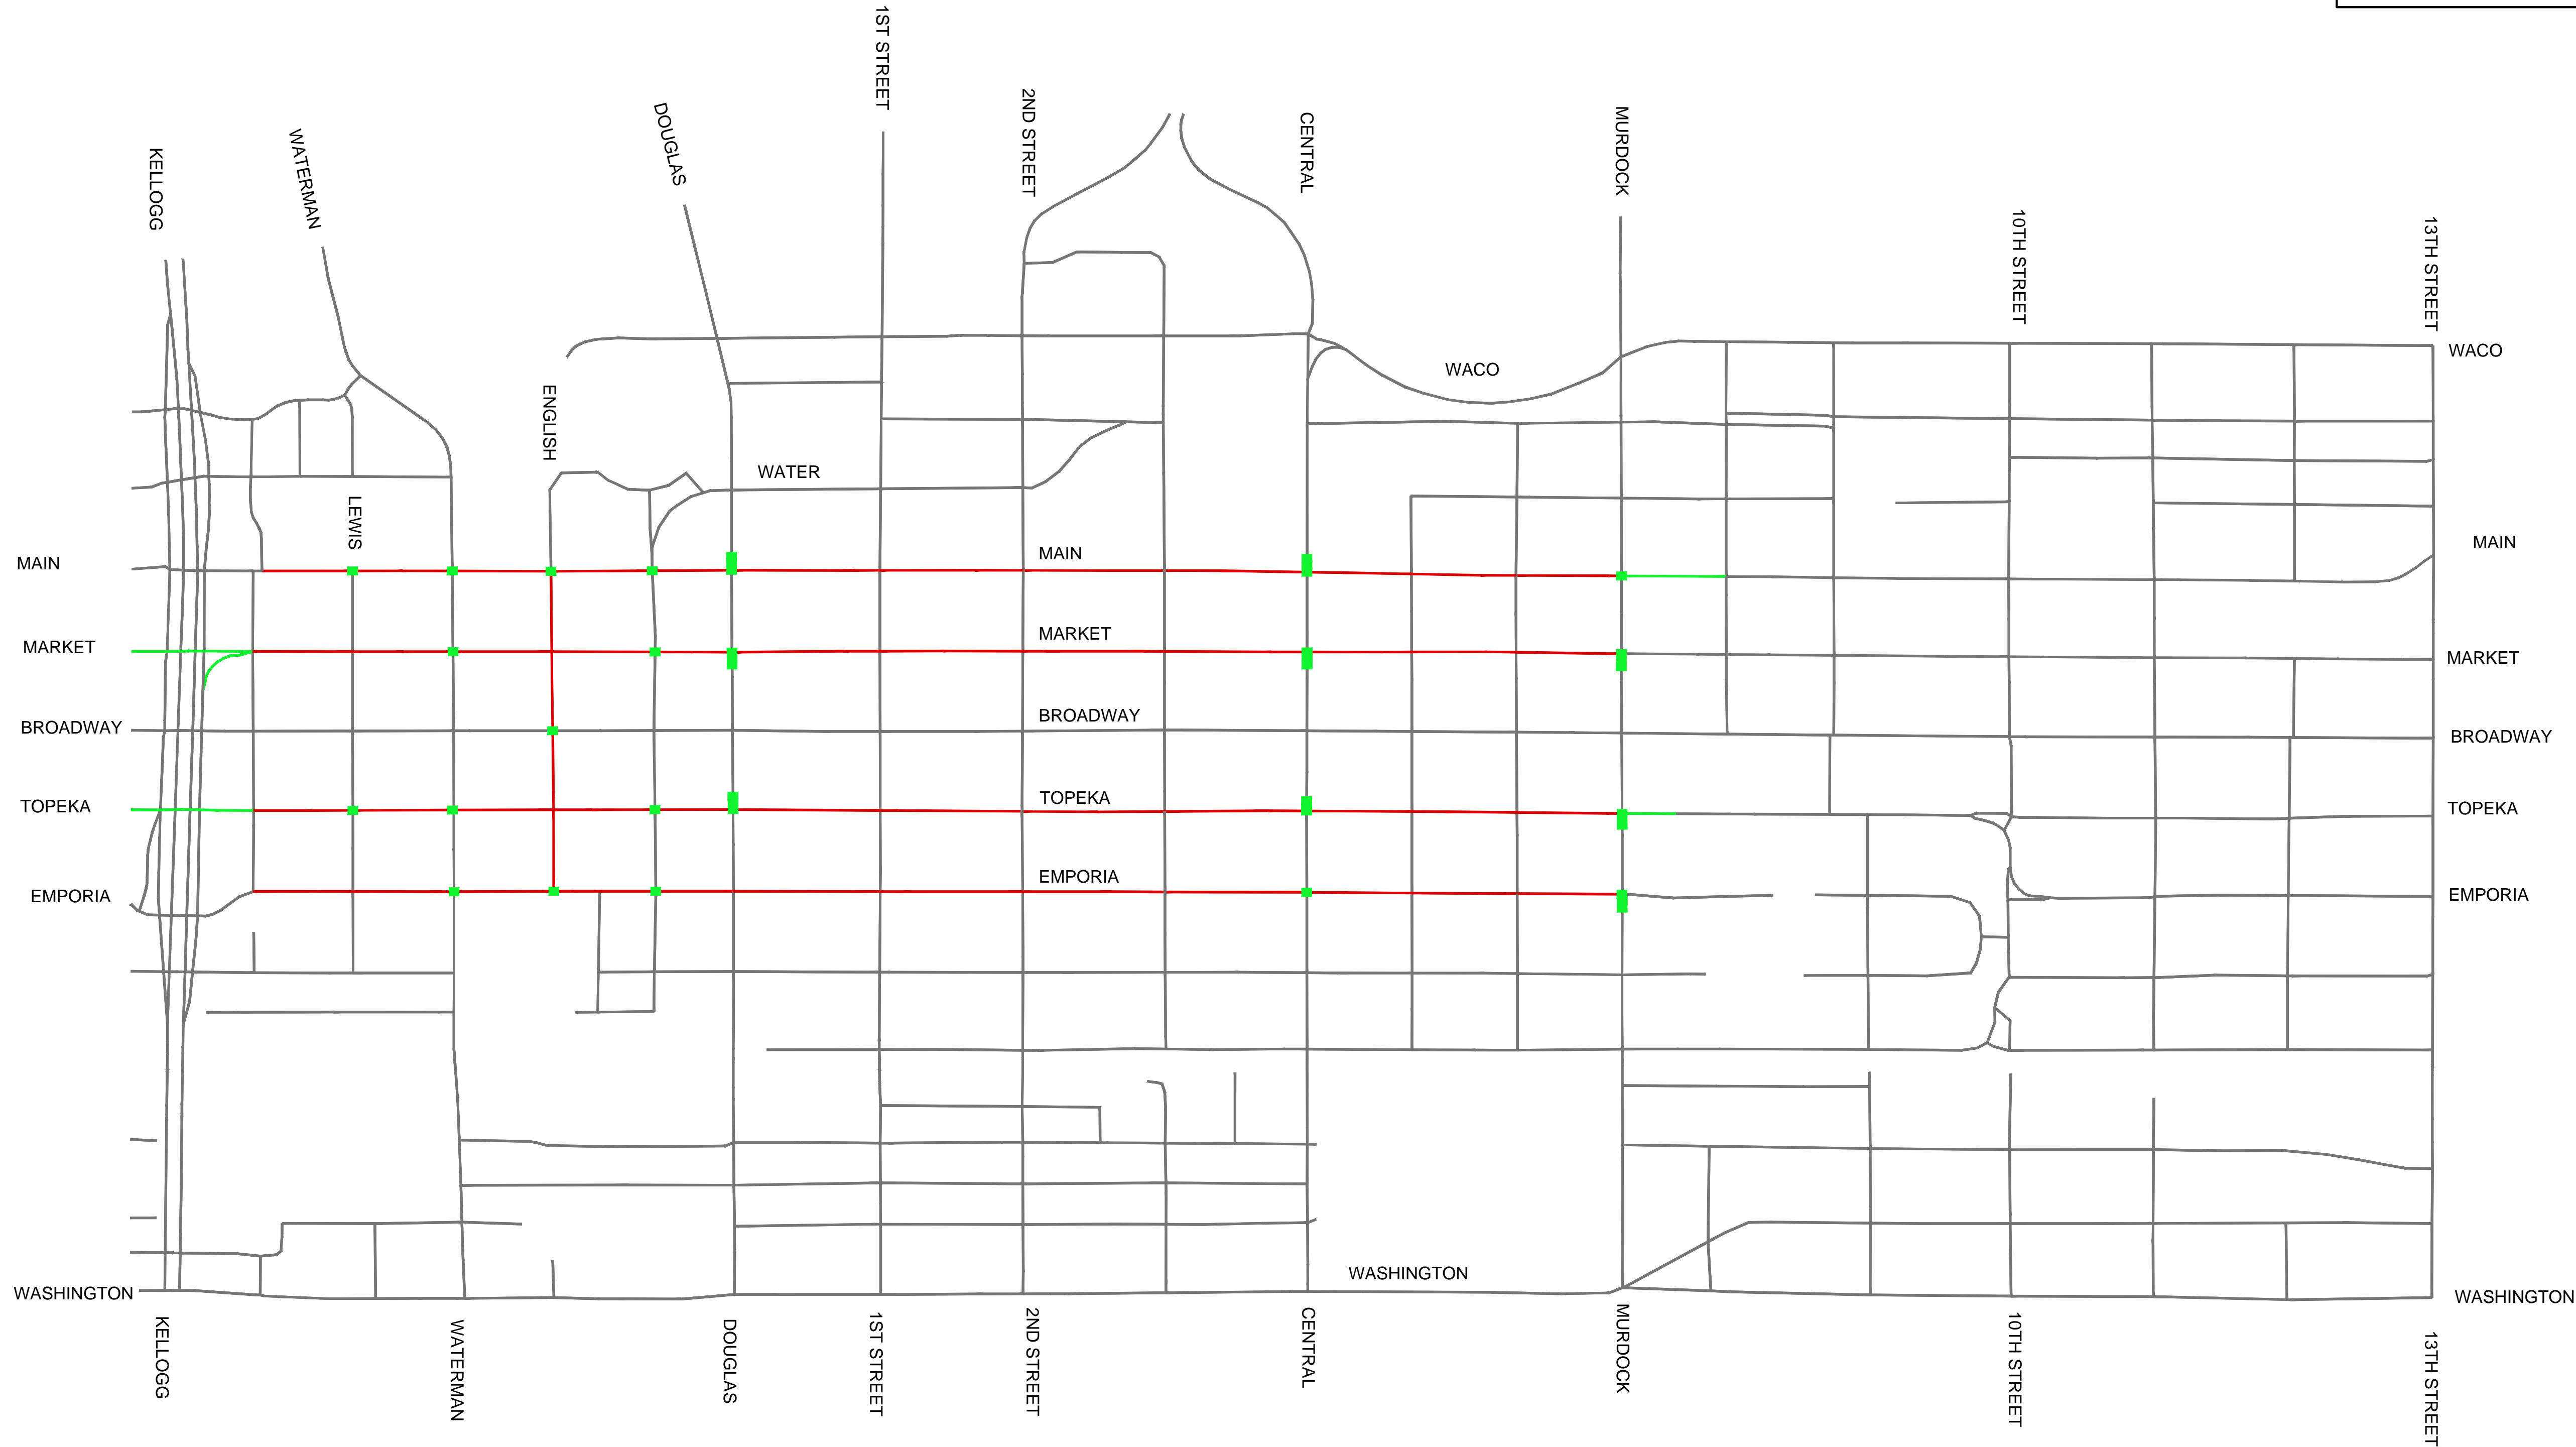 1ST STREET
2ND STREET
DOUGLAS
CENTRAL
MURDOCK
WATERMAN
KELLOGG
10TH STREET
13TH STREET
WACO
WACO
ENGLISH
WATER
LEWIS
MAIN
MAIN
MAIN
MARKET
MARKET
MARKET
BROADWAY
BROADWAY
BROADWAY
TOPEKA
TOPEKA
TOPEKA
EMPORIA
EMPORIA
EMPORIA
WASHINGTON
WASHINGTON
WASHINGTON
KELLOGG
WATERMAN
DOUGLAS
1ST STREET
2ND STREET
CENTRAL
MURDOCK
10TH STREET
13TH STREET